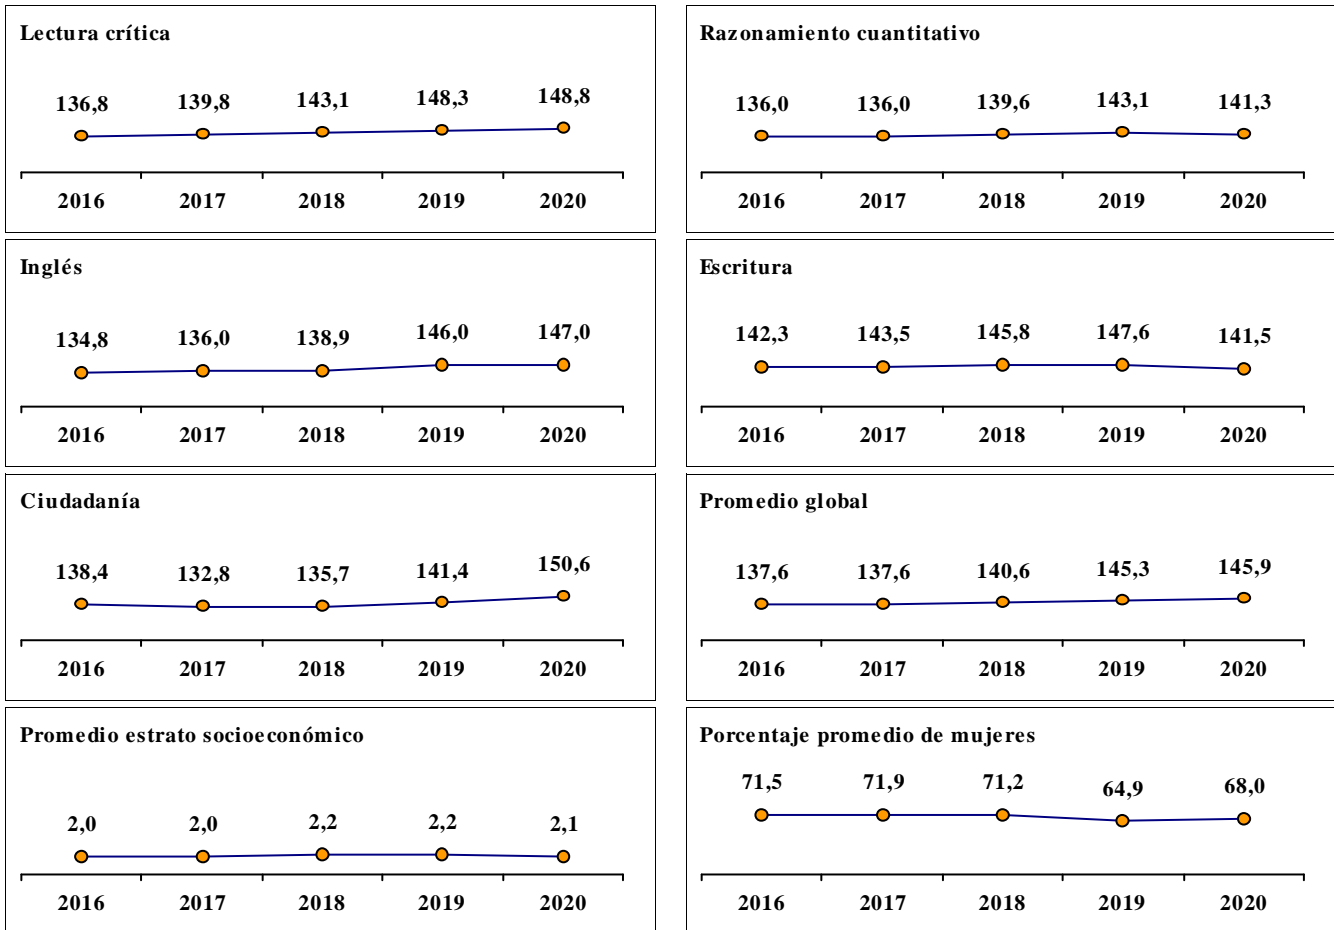 Lectura crítica
136,8 139,8 143,1 148,3 148,8
2016 2017 2018 2019 2020
Razonamiento cuantitativo
136,0 136,0 139,6 143,1 141,3
2016 2017 2018 2019 2020
Inglés
134,8 136,0 138,9 146,0 147,0
2016 2017 2018 2019 2020
Escritura
142,3 143,5 145,8 147,6 141,5
2016 2017 2018 2019 2020
Ciudadanía
138,4 132,8 135,7 141,4 150,6
2016 2017 2018 2019 2020
Promedio global
137,6 137,6 140,6 145,3 145,9
2016 2017 2018 2019 2020
Promedio estrato socioeconómico
2,0 2,0 2,2 2,2 2,1
2016 2017 2018 2019 2020
Porcentaje promedio de mujeres
71,5 71,9 71,2 64,9 68,0
2016 2017 2018 2019 2020